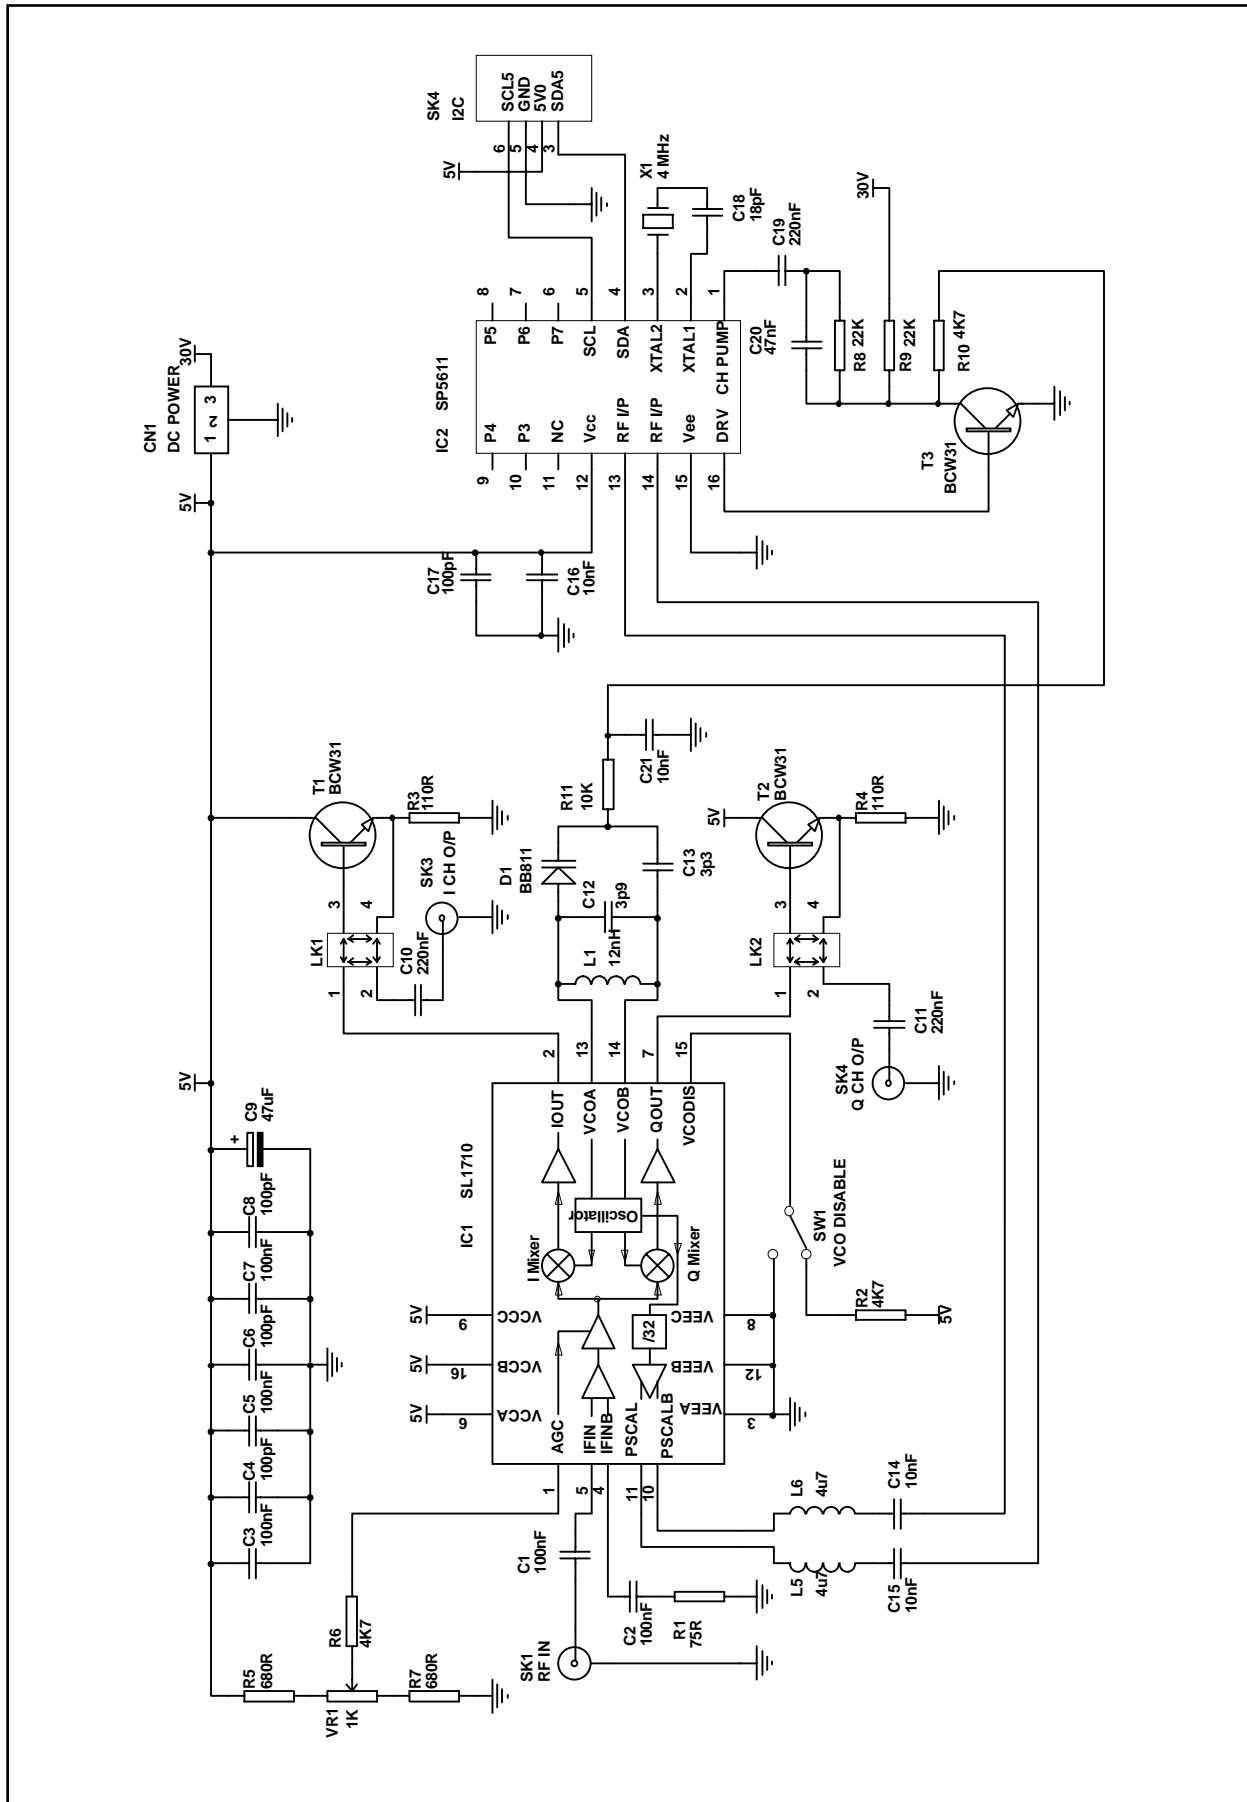 CN1
DC POWER
1 2 3
30V
5V
5V
SK4
I2C
SCL5
GND
5V0
SDA5
6
5
4
3
5V
IC2 SP5611
P4
P3
NC
Vcc
RF I/P
RF I/P
Vee
DRV
P5
P6
P7
SCL
SDA
XTAL2
XTAL1
CH PUMP
9
10
11
12
13
14
15
16
8
7
6
5
4
3
2
1
X1
4 MHz
C18
18pF
C19
220nF
C20
47nF
R8 22K
R9 22K
R10 4K7
30V
T3
BCW31
C17
100pF
C16
10nF
T1
BCW31
R3
110R
LK1
1
2
3
4
C10
220nF
SK3
I CH O/P
D1
BB811
C12
3p9
L1
12nH
C13
3p3
R11
10K
C21
10nF
T2
BCW31
5V
R4
110R
LK2
1
2
3
4
C11
220nF
SK4
Q CH O/P
IC1 SL1710
IOUT
VCOA
VCOB
QOUT
VCODIS
2
13
14
7
15
Oscillator
I Mixer
Q Mixer
/32
AGC
IFIN
IFINB
PSCAL
PSCALB
1
5
4
11
10
VCCC
VCCB
VCCA
9
16
6
5V
5V
5V
VEEC
VEEB
VEEA
8
12
3
SW1
VCO DISABLE
R2
4K7
5V
C9
47uF
+
C8
100pF
C7
100nF
C6
100pF
C5
100nF
C4
100pF
C3
100nF
R5
680R
VR1
1K
R6
4K7
R7
680R
C1
100nF
SK1
RF IN
C2
100nF
R1
75R
L6
4u7
L5
4u7
C14
10nF
C15
10nF